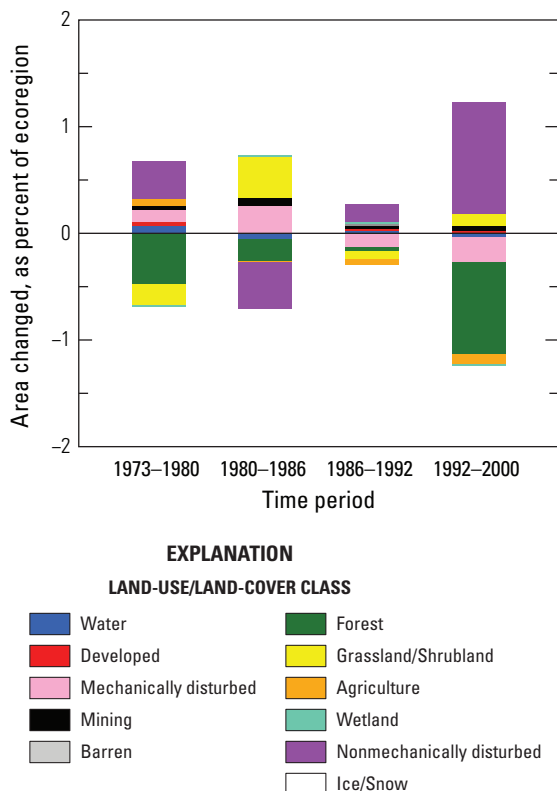 Area changed, as percent of ecoregion
2
1
0
–1
–2
1973–1980 1980–1986 1986–1992 1992–2000
Time period
EXPLANATION
LAND-USE/LAND-COVER CLASS
Water
Developed
Mechanically disturbed
Mining
Barren
Forest
Grassland/Shrubland
Agriculture
Wetland
Nonmechanically disturbed
Ice/Snow